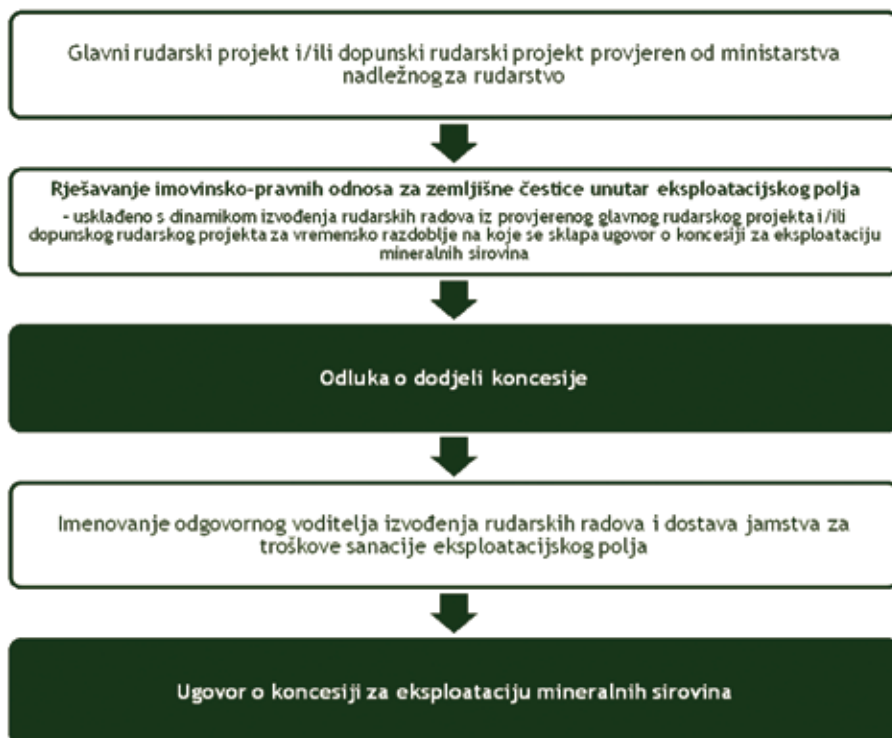 Glavni rudarski projekt i/ili dopunski rudarski projekt provjeren od ministarstva
nadležnog za rudarstvo
Rješavanje imovinsko-pravnih odnosa za zemljišne čestice unutar eksploatacijskog polja
- usklađeno s dinamikom izvođenja rudarskih radova iz provjerenog glavnog rudarskog projekta i/ili
dopunskog rudarskog projekta za vremensko razdoblje na koje se sklapa ugovor o koncesiji za eksploataciju
mineralnih sirovina
Odluka o dodjeli koncesije
Imenovanje odgovornog voditelja izvođenja rudarskih radova i dostava jamstva za
troškove sanacije eksploatacijskog polja
Ugovor o koncesiji za eksploataciju mineralnih sirovina